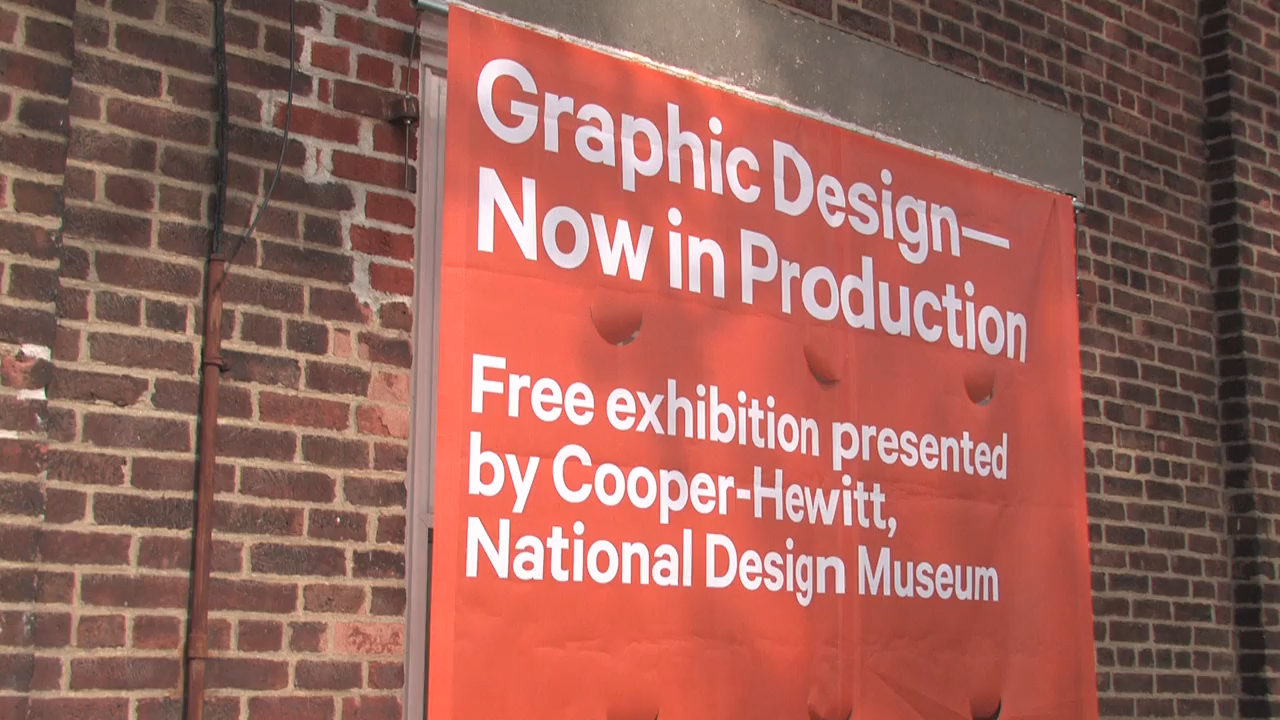 Graphic Design—
Now in Production
Free exhibition presented
by Cooper-Hewitt,
National Design Museum